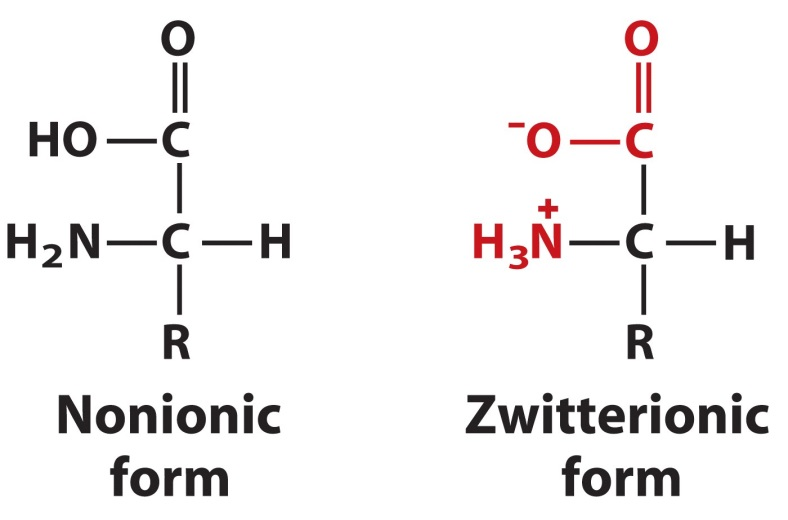 O O
HO—C ⁻O—C
H₂N—C—H H₃N⁺—C—H
R R
Nonionic form
Zwitterionic form